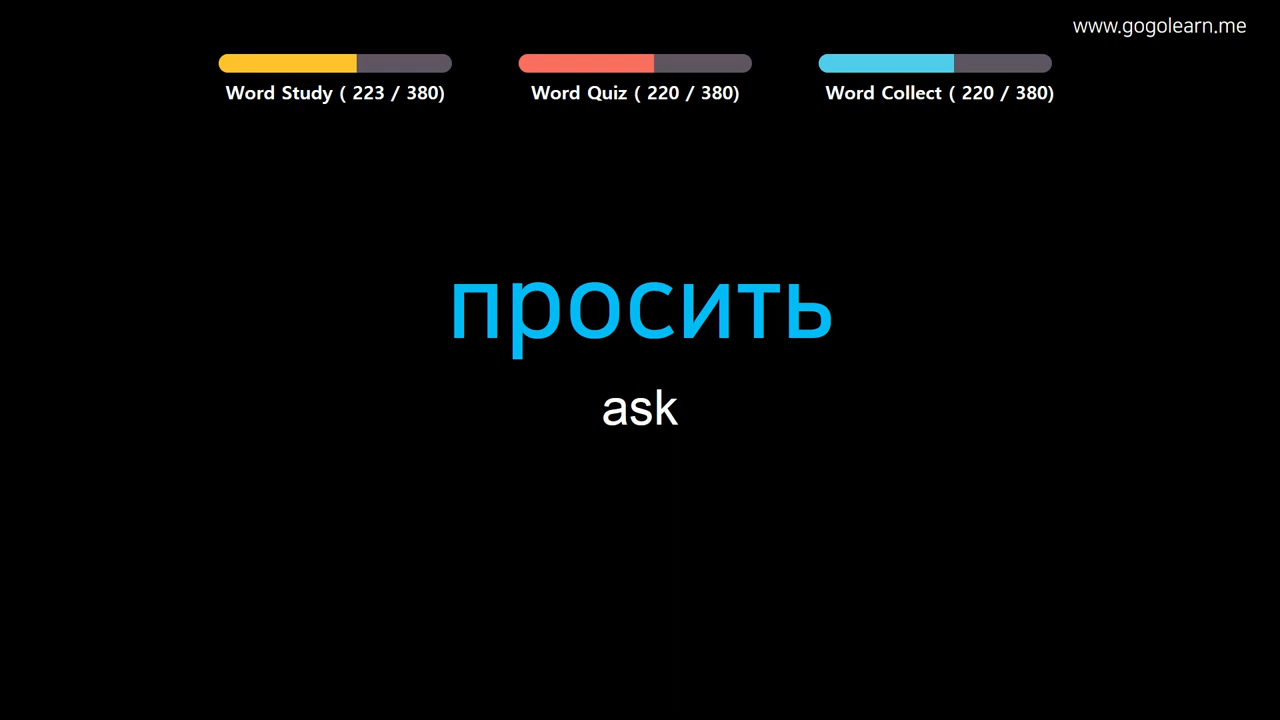 www.gogolearn.me
Word Study ( 223 / 380)
Word Quiz ( 220 / 380)
Word Collect ( 220 / 380)
просить
ask